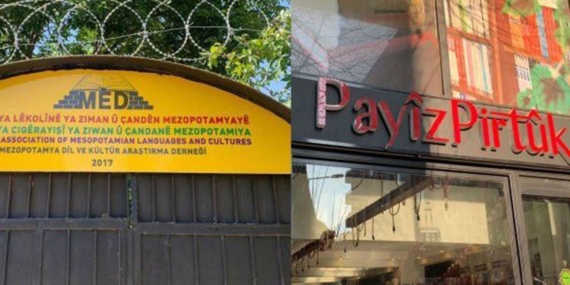 MED
YA LÊKOLÎNÊ YA ZIMAN Û ÇANDÊN MEZOPOTAMYAYÊ
YA CIGÊRAYIŞÎ YA ZIWAN Û ÇANDANÊ MEZOPOTAMIYA
ASSOCIATION OF MESOPOTAMIAN LANGUAGES AND CULTURES
MEZOPOTAMYA DİL VE KÜLTÜR ARAŞTIRMA DERNEĞİ
2017
PayîzPirtûk